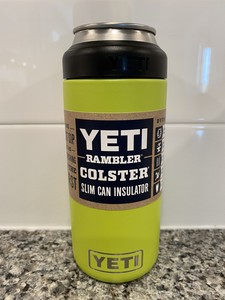 YETI
RAMBLER®
COLSTER®
SLIM CAN INSULATOR
YETI